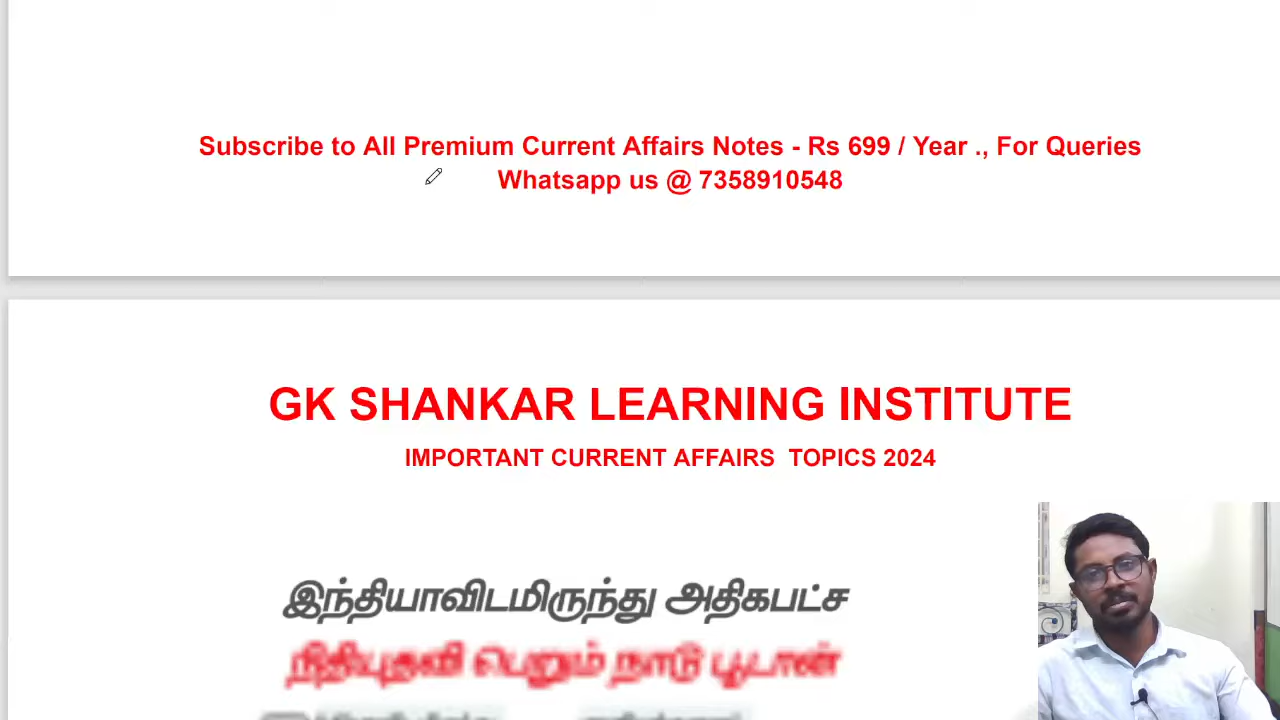 Subscribe to All Premium Current Affairs Notes - Rs 699 / Year ., For Queries
Whatsapp us @ 7358910548
GK SHANKAR LEARNING INSTITUTE
IMPORTANT CURRENT AFFAIRS  TOPICS 2024
இந்தியாவிடமிருந்து அதிகபட்ச
நிதியுதவி பெறும் நாடு பூடான்